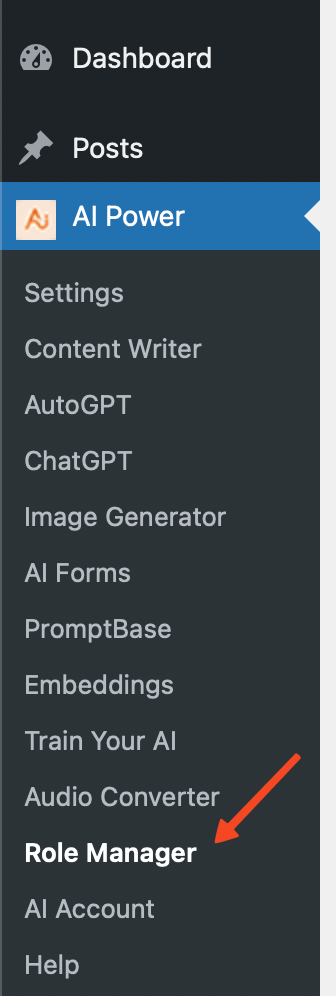 Dashboard
Posts
AI Power
Settings
Content Writer
AutoGPT
ChatGPT
Image Generator
AI Forms
PromptBase
Embeddings
Train Your AI
Audio Converter
Role Manager
AI Account
Help